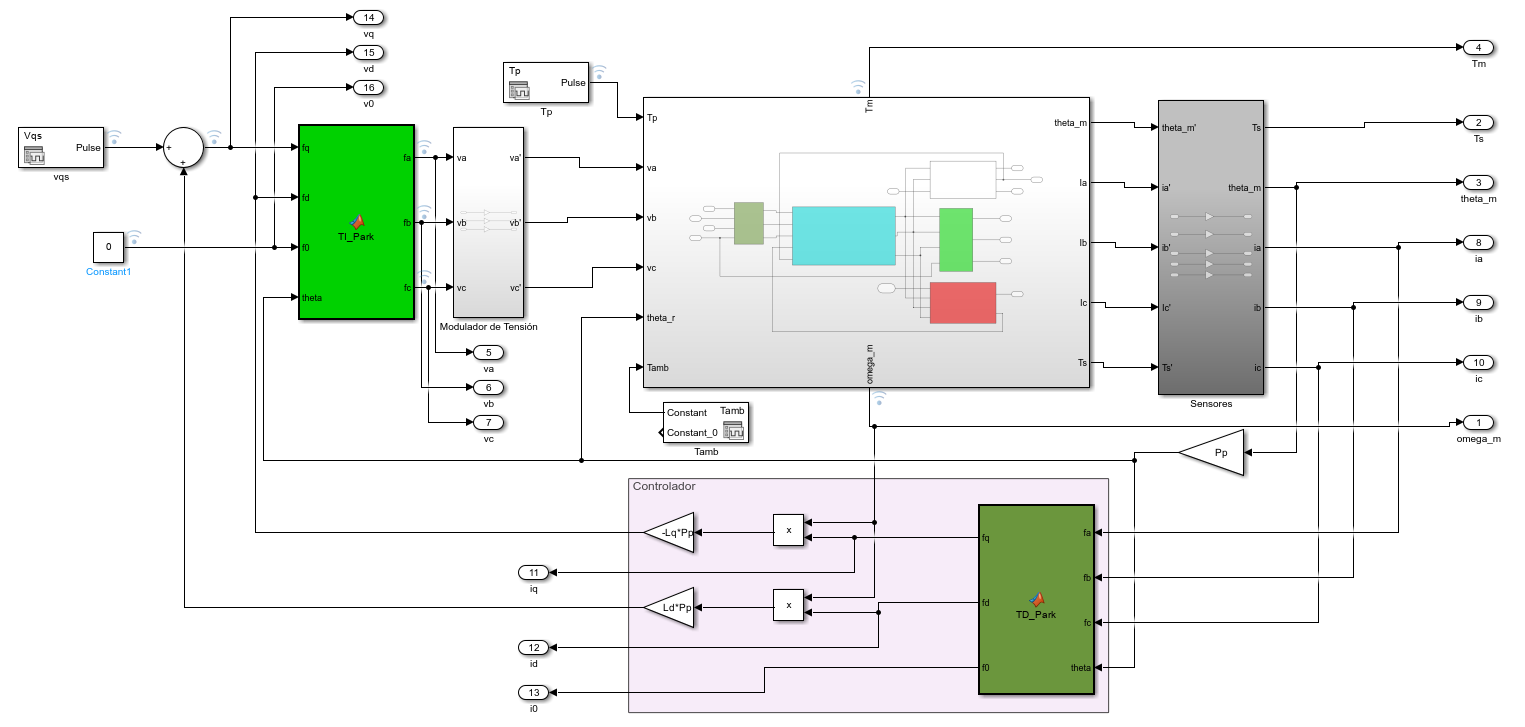 14
vq
15
vd
16
v0
Vqs
Pulse
vqs
+
+
0
Constant1
fq
fd
f0
theta
TI_Park
fa
fb
fc
va
vb
vc
va'
vb'
vc'
Modulador de Tensión
5
va
6
vb
7
vc
Tp
Pulse
Tp
Tp
va
vb
vc
theta_r
Tamb
Tm
omega_m
theta_m
Ia
Ib
Ic
Ts
Constant
Tamb
Constant_0
Tamb
theta_m'
ia'
ib'
Ic'
Ts'
Ts
theta_m
ia
ib
ic
Sensores
4
Tm
2
Ts
3
theta_m
8
ia
9
ib
10
ic
1
omega_m
Pp
Controlador
-Lq*Pp
x
Ld*Pp
x
fq
fd
f0
TD_Park
fa
fb
fc
theta
11
iq
12
id
13
i0